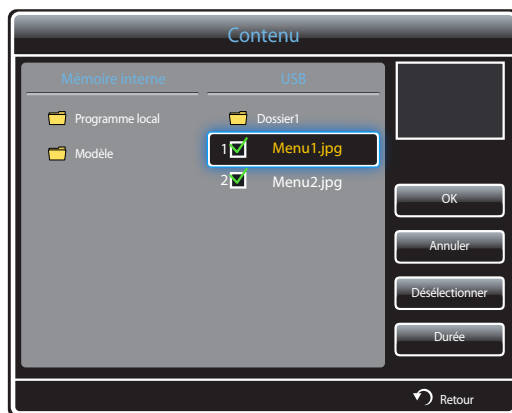 Contenu
Mémoire interne
USB
Programme local
Modèle
Dossier1
1 Menu1.jpg
2 Menu2.jpg
OK
Annuler
Désélectionner
Durée
Retour